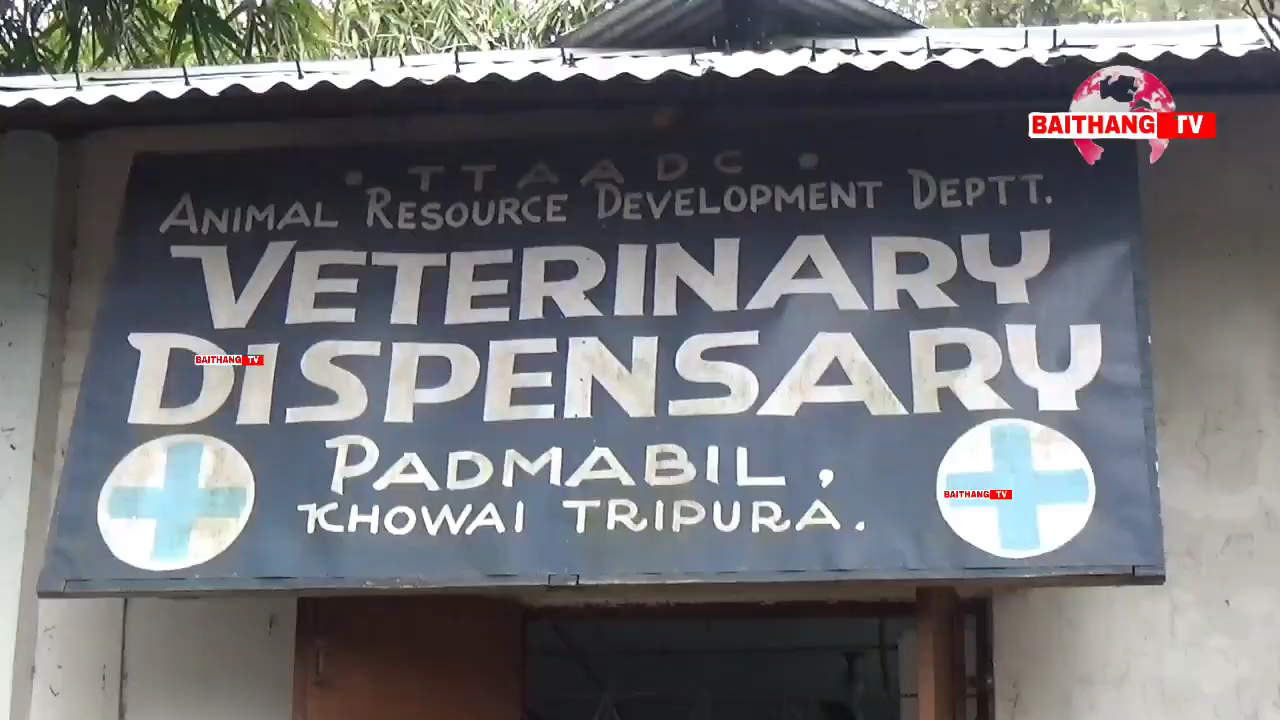 BAITHANG TV
• TTAADC •
ANIMAL RESOURCE DEVELOPMENT DEPTT.
VETERINARY
DISPENSARY
BAITHANG TV
PADMABIL,
KHOWAI TRIPURA.
BAITHANG TV